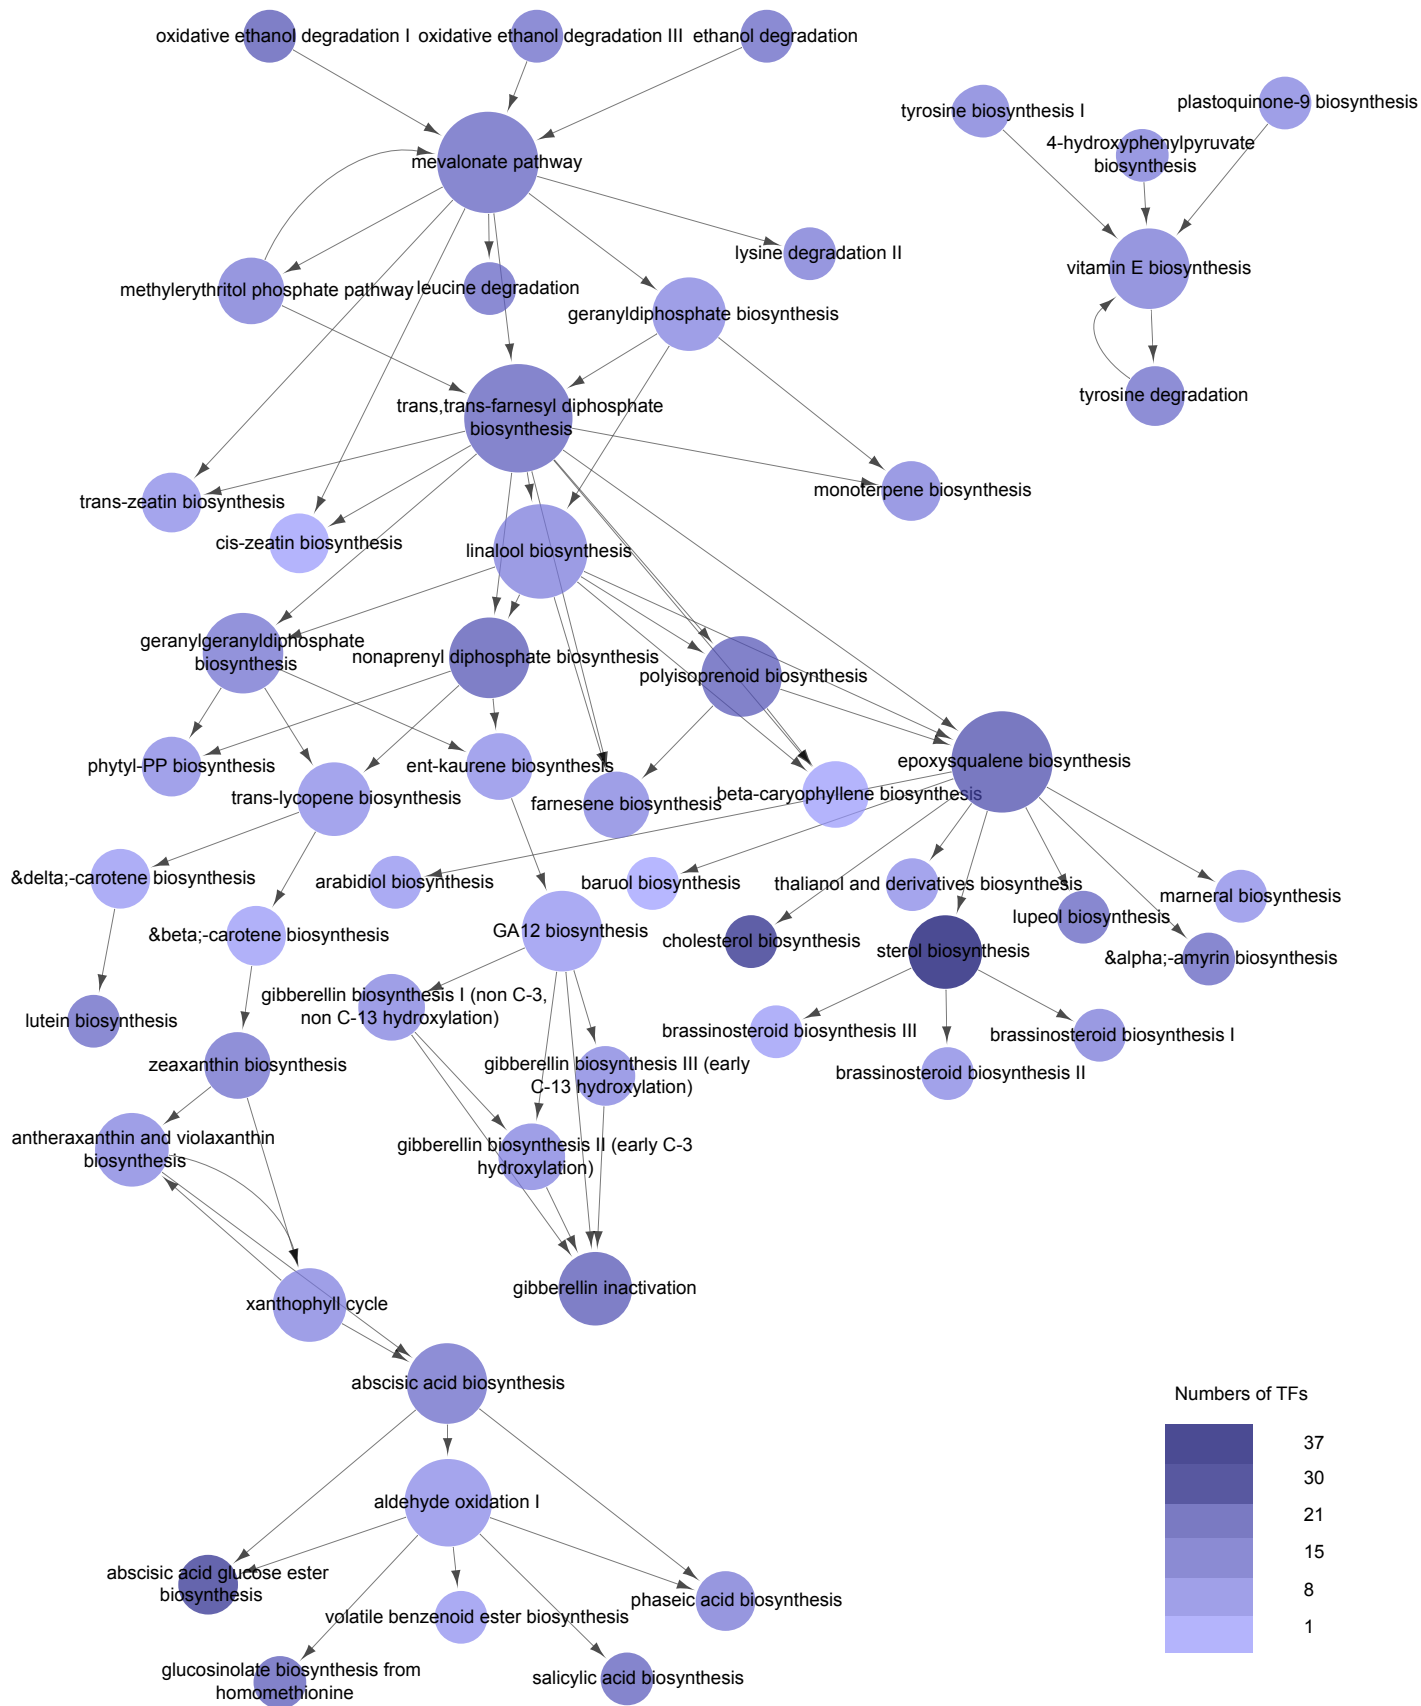 oxidative ethanol degradation I
oxidative ethanol degradation III
ethanol degradation
tyrosine biosynthesis I
plastoquinone-9 biosynthesis
4-hydroxyphenylpyruvate
biosynthesis
mevalonate pathway
lysine degradation II
vitamin E biosynthesis
methylerythritol phosphate pathway
leucine degradation
geranyldiphosphate biosynthesis
tyrosine degradation
trans,trans-farnesyl diphosphate
biosynthesis
trans-zeatin biosynthesis
monoterpene biosynthesis
cis-zeatin biosynthesis
linalool biosynthesis
geranylgeranyldiphosphate
biosynthesis
nonaprenyl diphosphate biosynthesis
polyisoprenoid biosynthesis
phytyl-PP biosynthesis
ent-kaurene biosynthesis
epoxysqualene biosynthesis
trans-lycopene biosynthesis
farnesene biosynthesis
beta-caryophyllene biosynthesis
&delta;-carotene biosynthesis
arabidiol biosynthesis
baruol biosynthesis
thalianol and derivatives biosynthesis
marneral biosynthesis
lupeol biosynthesis
&beta;-carotene biosynthesis
GA12 biosynthesis
cholesterol biosynthesis
sterol biosynthesis
&alpha;-amyrin biosynthesis
gibberellin biosynthesis I (non C-3,
non C-13 hydroxylation)
lutein biosynthesis
brassinosteroid biosynthesis III
brassinosteroid biosynthesis I
zeaxanthin biosynthesis
gibberellin biosynthesis III (early
C-13 hydroxylation)
brassinosteroid biosynthesis II
antheraxanthin and violaxanthin
biosynthesis
gibberellin biosynthesis II (early C-3
hydroxylation)
gibberellin inactivation
xanthophyll cycle
abscisic acid biosynthesis
Numbers of TFs
37
30
21
15
8
1
aldehyde oxidation I
abscisic acid glucose ester
biosynthesis
phaseic acid biosynthesis
volatile benzenoid ester biosynthesis
glucosinolate biosynthesis from
homomethionine
salicylic acid biosynthesis